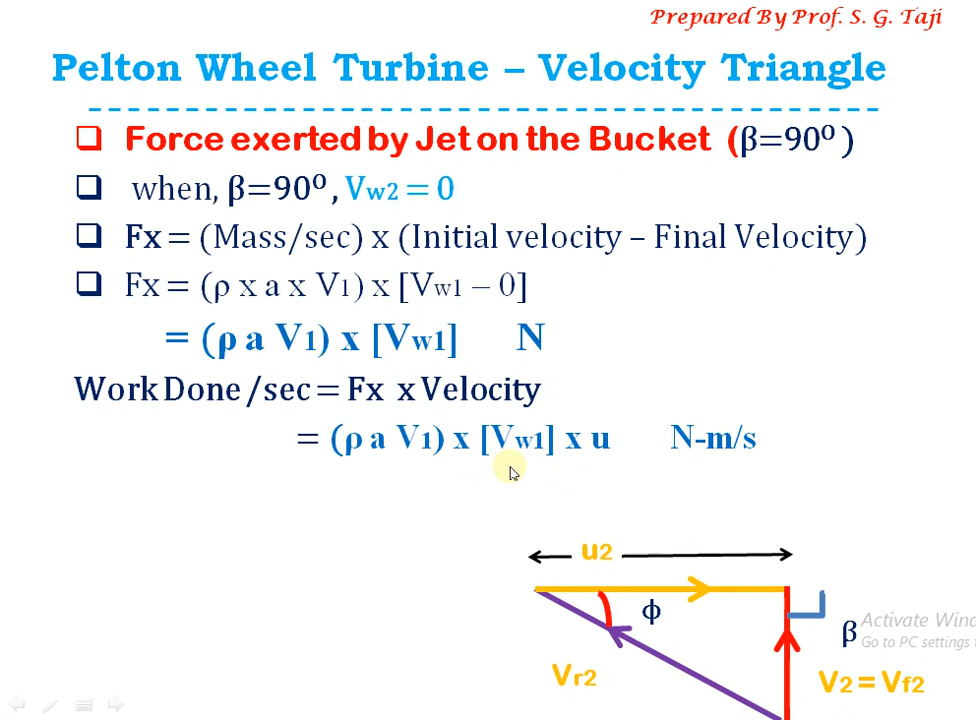 Prepared By Prof. S. G. Taji
Pelton Wheel Turbine – Velocity Triangle
❑ Force exerted by Jet on the Bucket (β=90⁰ )
❑ when, β=90⁰ , Vw2 = 0
❑ Fx = (Mass/sec) x (Initial velocity – Final Velocity)
❑ Fx = (ρ x a x V1) x [Vw1 – 0]
= (ρ a V1) x [Vw1] N
Work Done /sec = Fx x Velocity
= (ρ a V1) x [Vw1] x u N-m/s
u2
ϕ
β
Activate Wind
Go to PC settings t
Vr2
V2 = Vf2